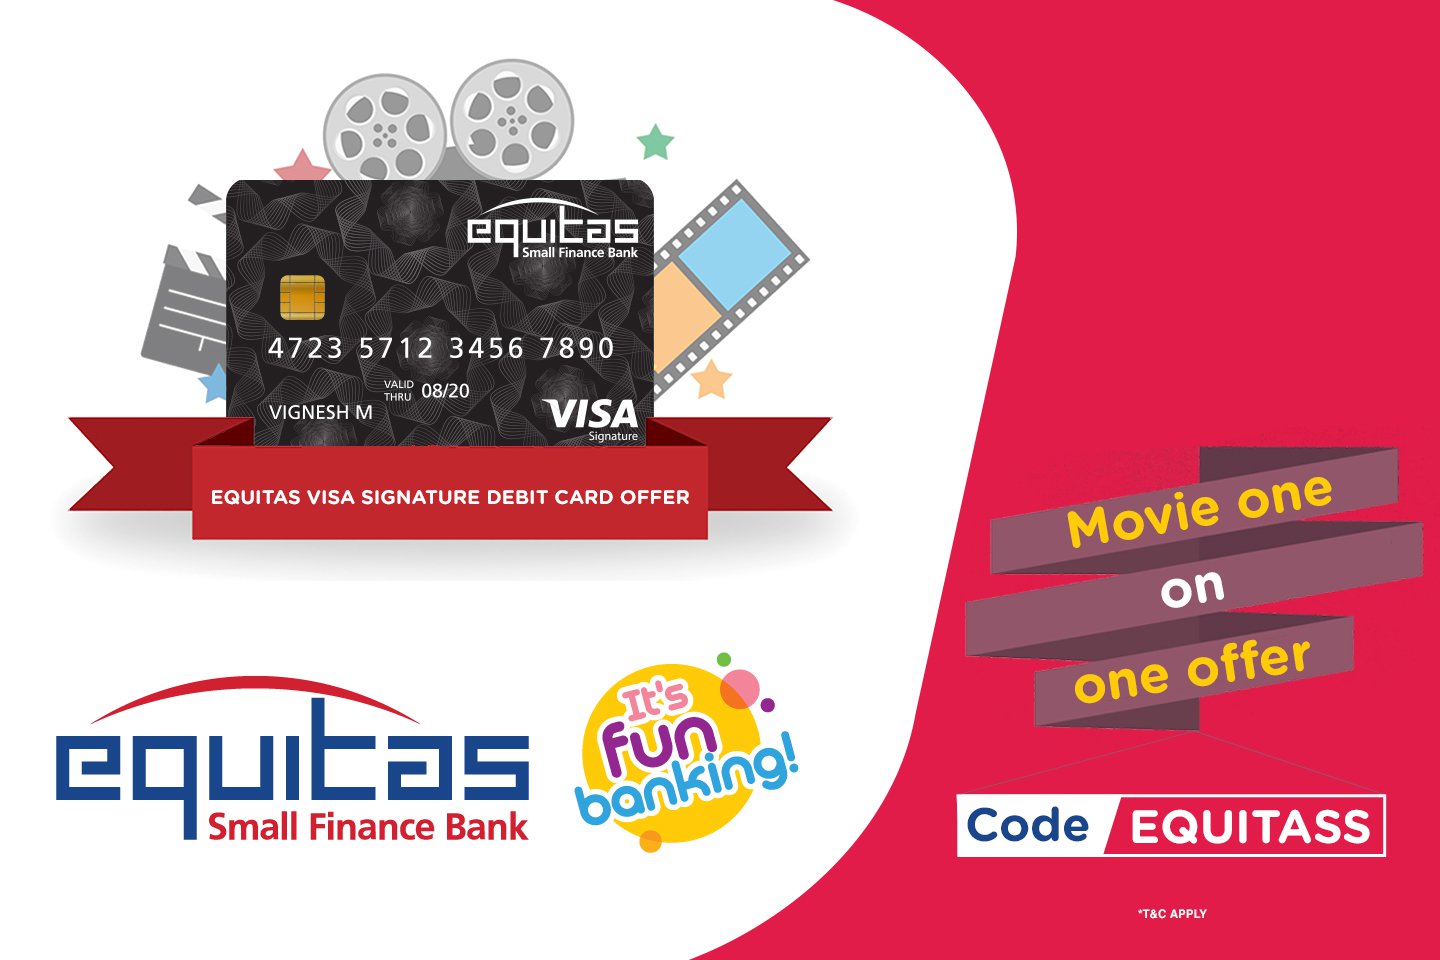 equitas
Small Finance Bank
4723 5712 3456 7890
VALID
THRU 08/20
VIGNESH M
VISA
Signature
EQUITAS VISA SIGNATURE DEBIT CARD OFFER
equitas
Small Finance Bank
It's
fun
banking!
Movie one
on
one offer
Code EQUITASS
*T&C APPLY